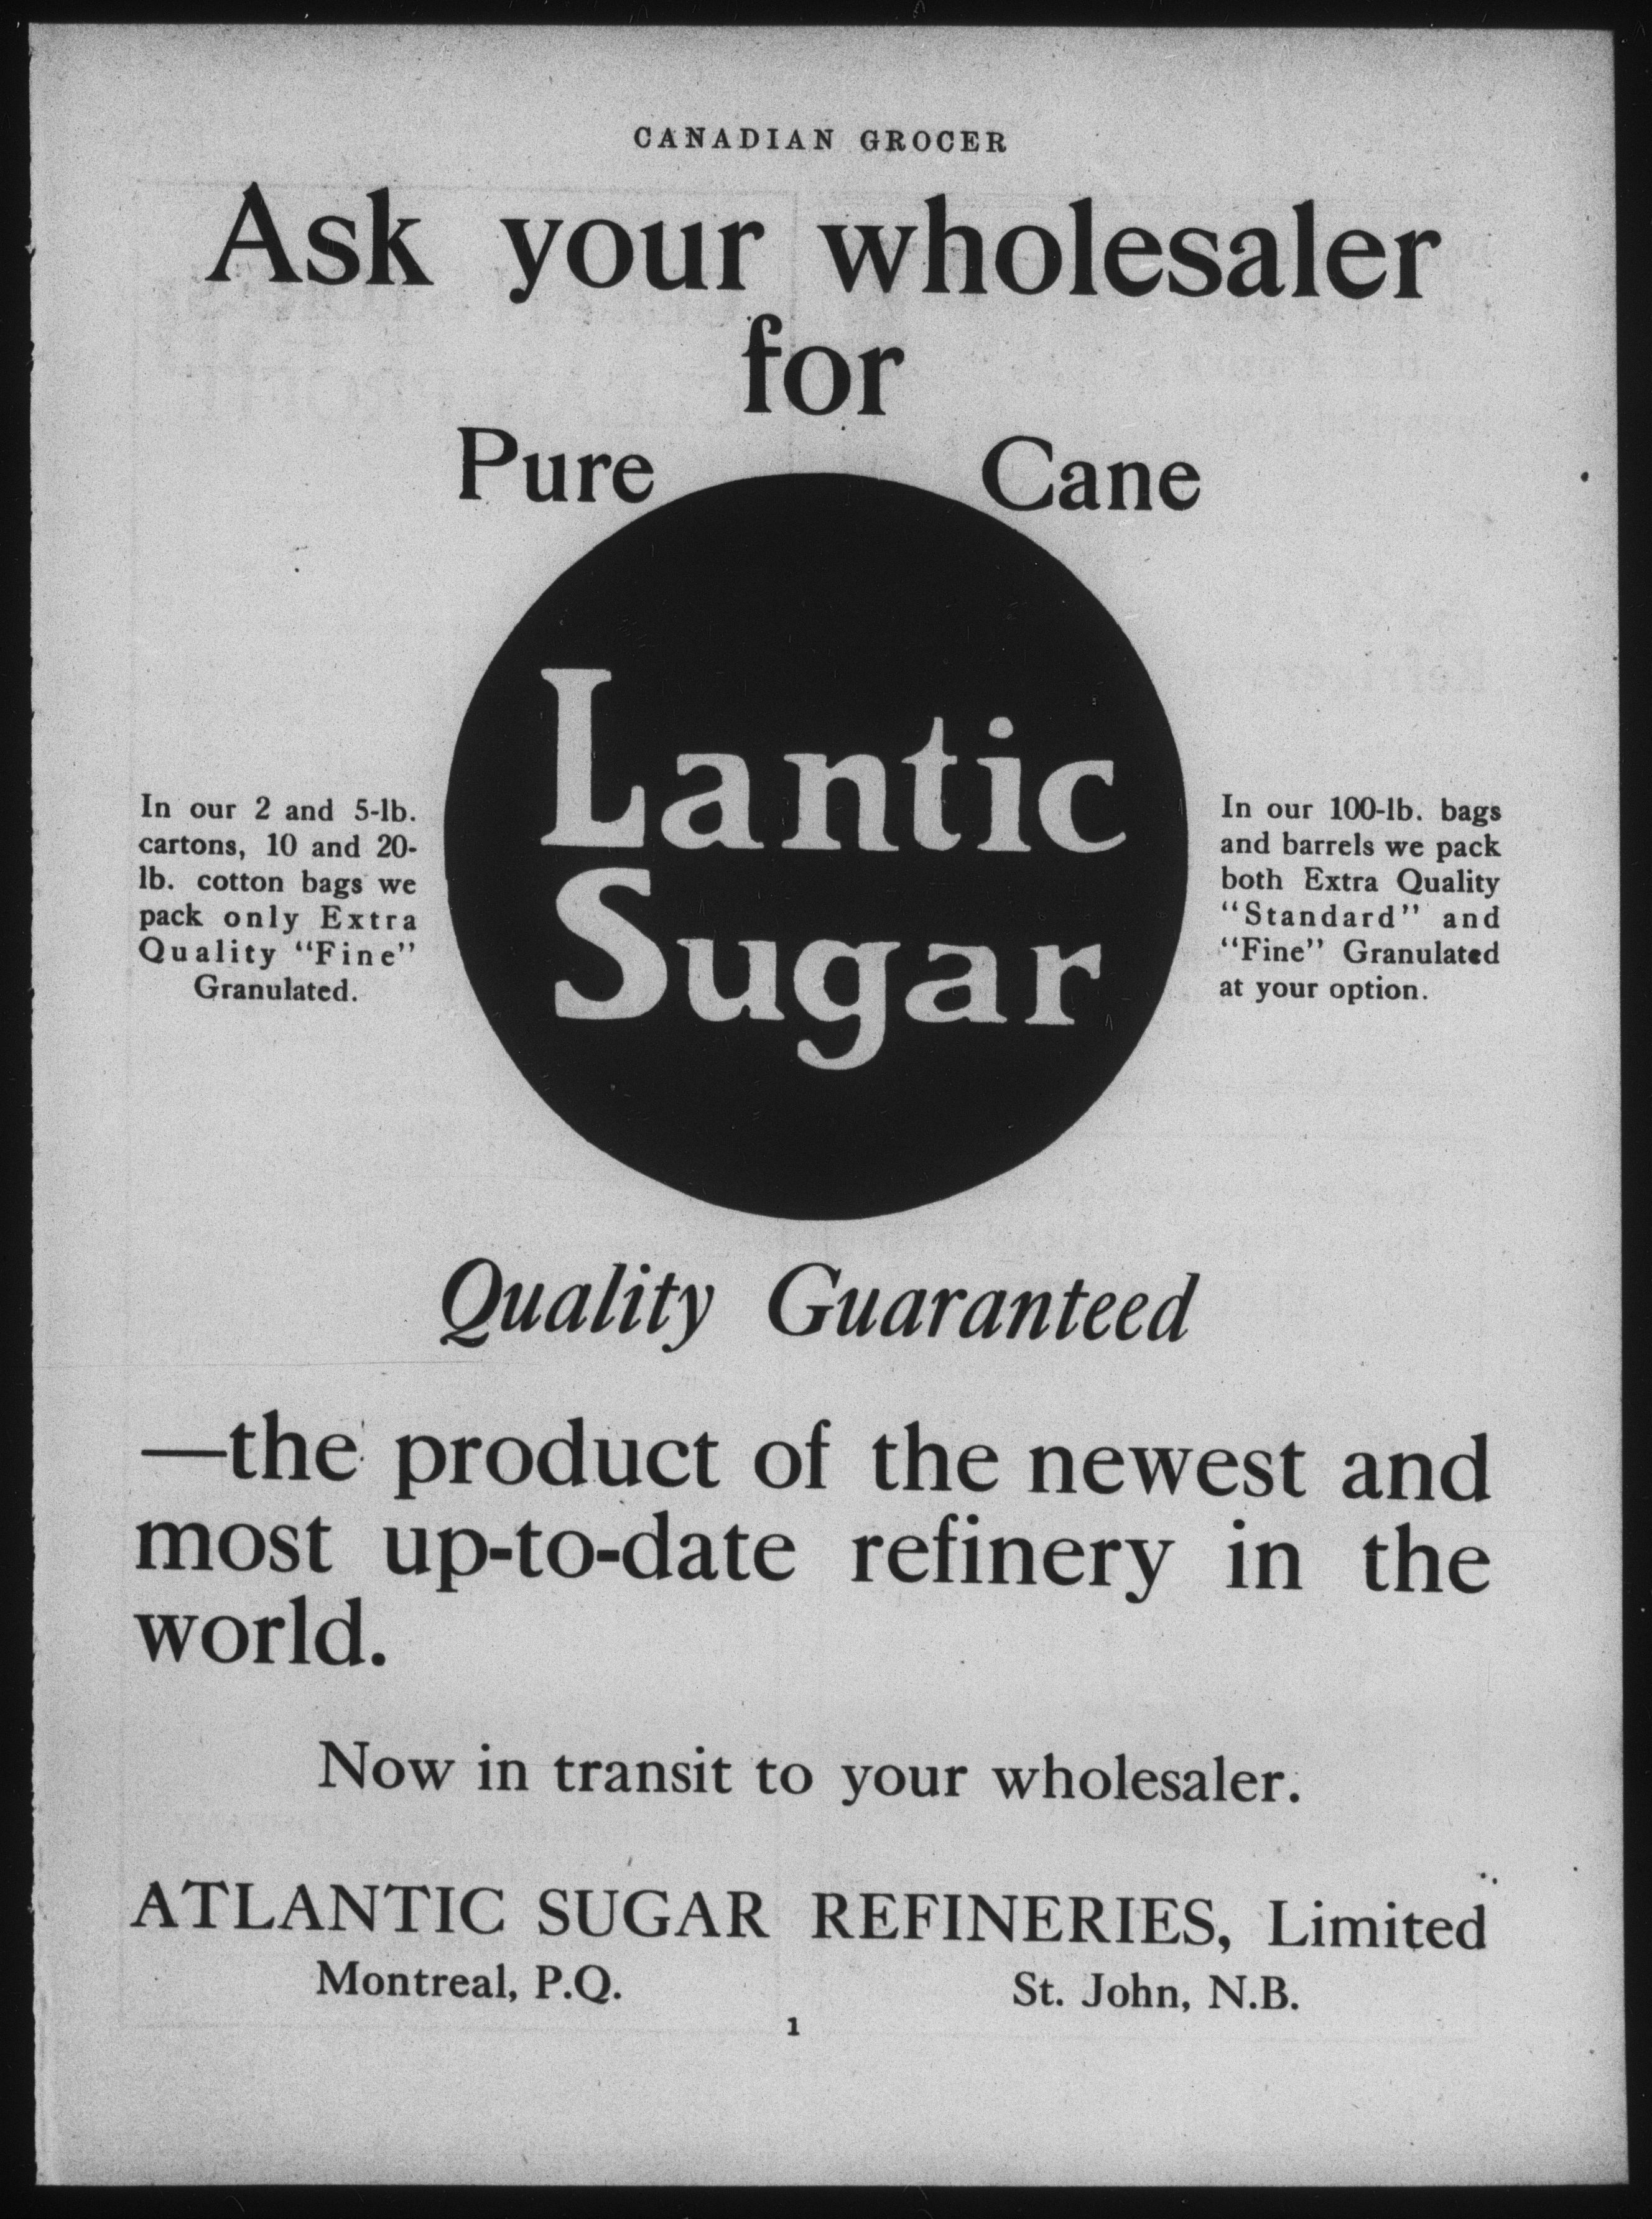 CANADIAN GROCER
Ask your wholesaler
for
Pure Cane
Lantic
Sugar
In our 2 and 5-lb.
cartons, 10 and 20-
lb. cotton bags we
pack only Extra
Quality “Fine”
Granulated.
In our 100-lb. bags
and barrels we pack
both Extra Quality
“Standard” and
“Fine” Granulated
at your option.
Quality Guaranteed
—the product of the newest and
most up-to-date refinery in the
world.
Now in transit to your wholesaler.
ATLANTIC SUGAR REFINERIES, Limited
Montreal, P.Q. St. John, N.B.
1